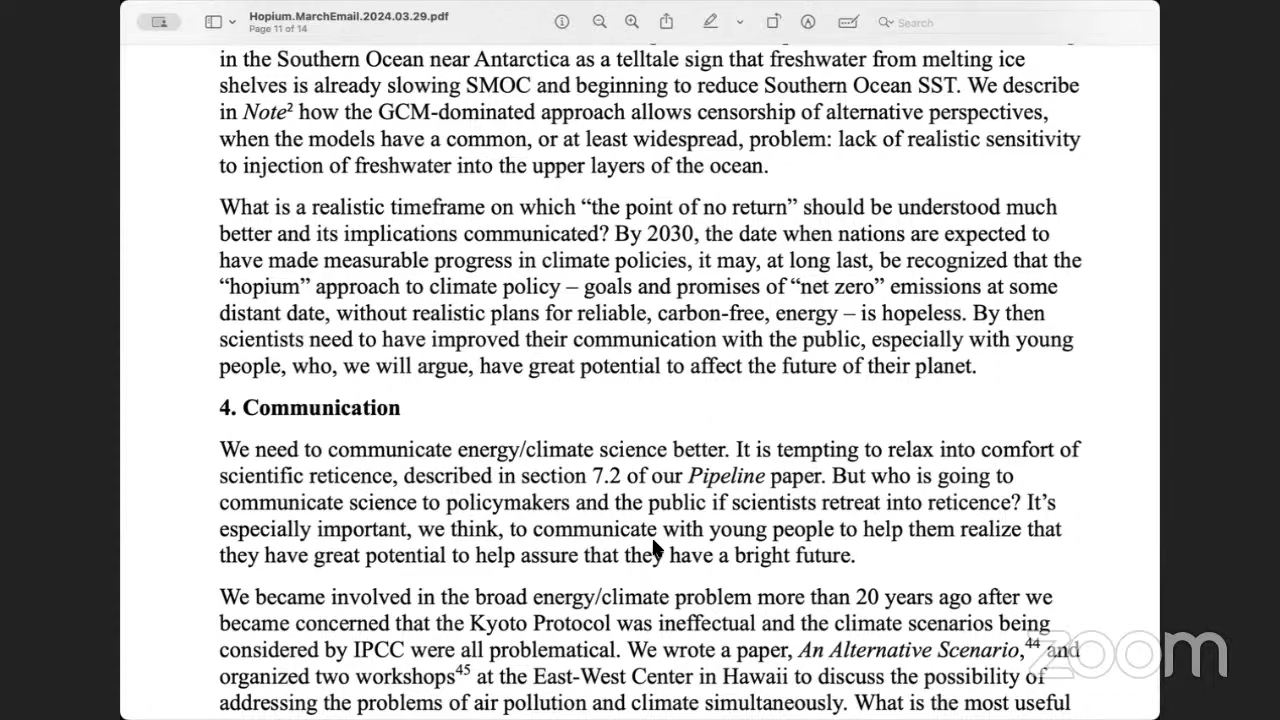 Hopium.MarchEmail.2024.03.29.pdf
Page 11 of 14
Search
in the Southern Ocean near Antarctica as a telltale sign that freshwater from melting ice
shelves is already slowing SMOC and beginning to reduce Southern Ocean SST. We describe
in Note² how the GCM-dominated approach allows censorship of alternative perspectives,
when the models have a common, or at least widespread, problem: lack of realistic sensitivity
to injection of freshwater into the upper layers of the ocean.
What is a realistic timeframe on which “the point of no return” should be understood much
better and its implications communicated? By 2030, the date when nations are expected to
have made measurable progress in climate policies, it may, at long last, be recognized that the
“hopium” approach to climate policy – goals and promises of “net zero” emissions at some
distant date, without realistic plans for reliable, carbon-free, energy – is hopeless. By then
scientists need to have improved their communication with the public, especially with young
people, who, we will argue, have great potential to affect the future of their planet.
4. Communication
We need to communicate energy/climate science better. It is tempting to relax into comfort of
scientific reticence, described in section 7.2 of our Pipeline paper. But who is going to
communicate science to policymakers and the public if scientists retreat into reticence? It’s
especially important, we think, to communicate with young people to help them realize that
they have great potential to help assure that they have a bright future.
We became involved in the broad energy/climate problem more than 20 years ago after we
became concerned that the Kyoto Protocol was ineffectual and the climate scenarios being
considered by IPCC were all problematical. We wrote a paper, An Alternative Scenario,⁴⁴ and
organized two workshops⁴⁵ at the East-West Center in Hawaii to discuss the possibility of
addressing the problems of air pollution and climate simultaneously. What is the most useful
zoom